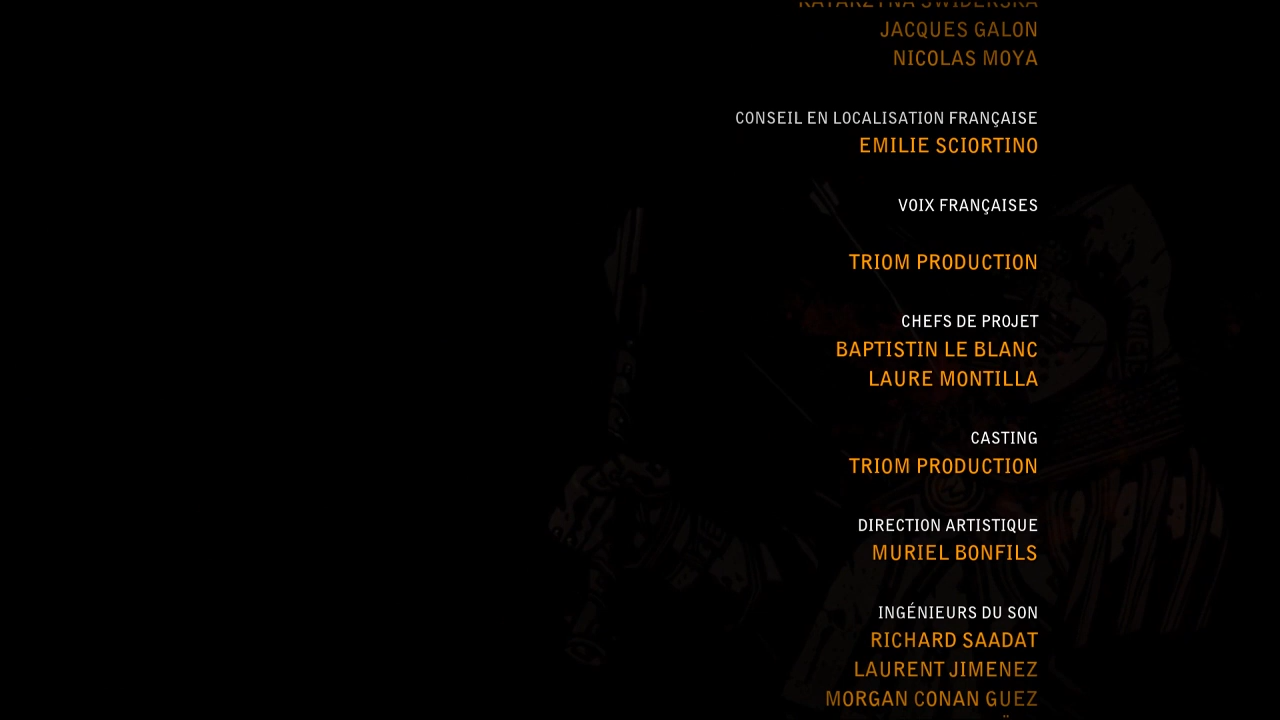 KATARZYNA ŚWIDERSKA
JACQUES GALON
NICOLAS MOYA
CONSEIL EN LOCALISATION FRANÇAISE
EMILIE SCIORTINO
VOIX FRANÇAISES
TRIOM PRODUCTION
CHEFS DE PROJET
BAPTISTIN LE BLANC
LAURE MONTILLA
CASTING
TRIOM PRODUCTION
DIRECTION ARTISTIQUE
MURIEL BONFILS
INGÉNIEURS DU SON
RICHARD SAADAT
LAURENT JIMENEZ
MORGAN CONAN GUEZ